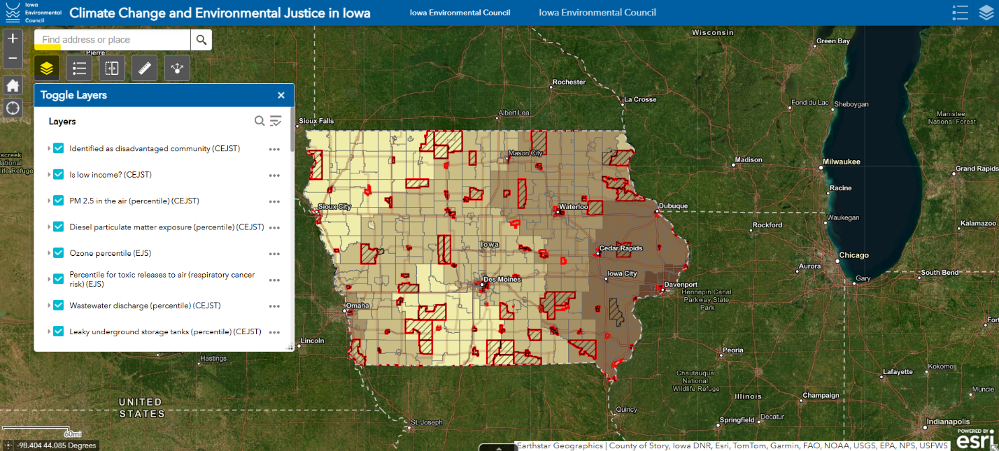 Iowa
Environmental
Council
Climate Change and Environmental Justice in Iowa
Iowa Environmental Council
Iowa Environmental Council
Find address or place
Toggle Layers
Layers
Identified as disadvantaged community (CEJST)
Is low income? (CEJST)
PM 2.5 in the air (percentile) (CEJST)
Diesel particulate matter exposure (percentile) (CEJST)
Ozone percentile (EJS)
Percentile for toxic releases to air (respiratory cancer
risk) (EJS)
Wastewater discharge (percentile) (CEJST)
Leaky underground storage tanks (percentile) (CEJST)
Pierre
Wisconsin
Green Bay
Rochester
La Crosse
Fond du Lac
Sheboygan
Albert Lea
Manistee
National Forest
Sioux Falls
Mason City
Madison
Milwaukee
Grand Rapids
Racine
Sioux City
Waterloo
Dubuque
Waukegan
Rockford
Kalamazoo
Iowa
Cedar Rapids
Chicago
Aurora
Iowa City
South Bend
Gary
Des Moines
Davenport
Hennepin Canal
Parkway State
Park
Omaha
Lincoln
Peoria
Hastings
Kokomo
Lafayette
Chautauqua
National
Wildlife Refuge
Muncie
Illinois
Champaign
UNITED
STATES
Quincy
Decatur
Springfield
St. Joseph
Indianapolis
60mi
-98.404 44.085 Degrees
Earthstar Geographics | County of Story, Iowa DNR, Esri, TomTom, Garmin, FAO, NOAA, USGS, EPA, NPS, USFWS
POWERED BY
esri